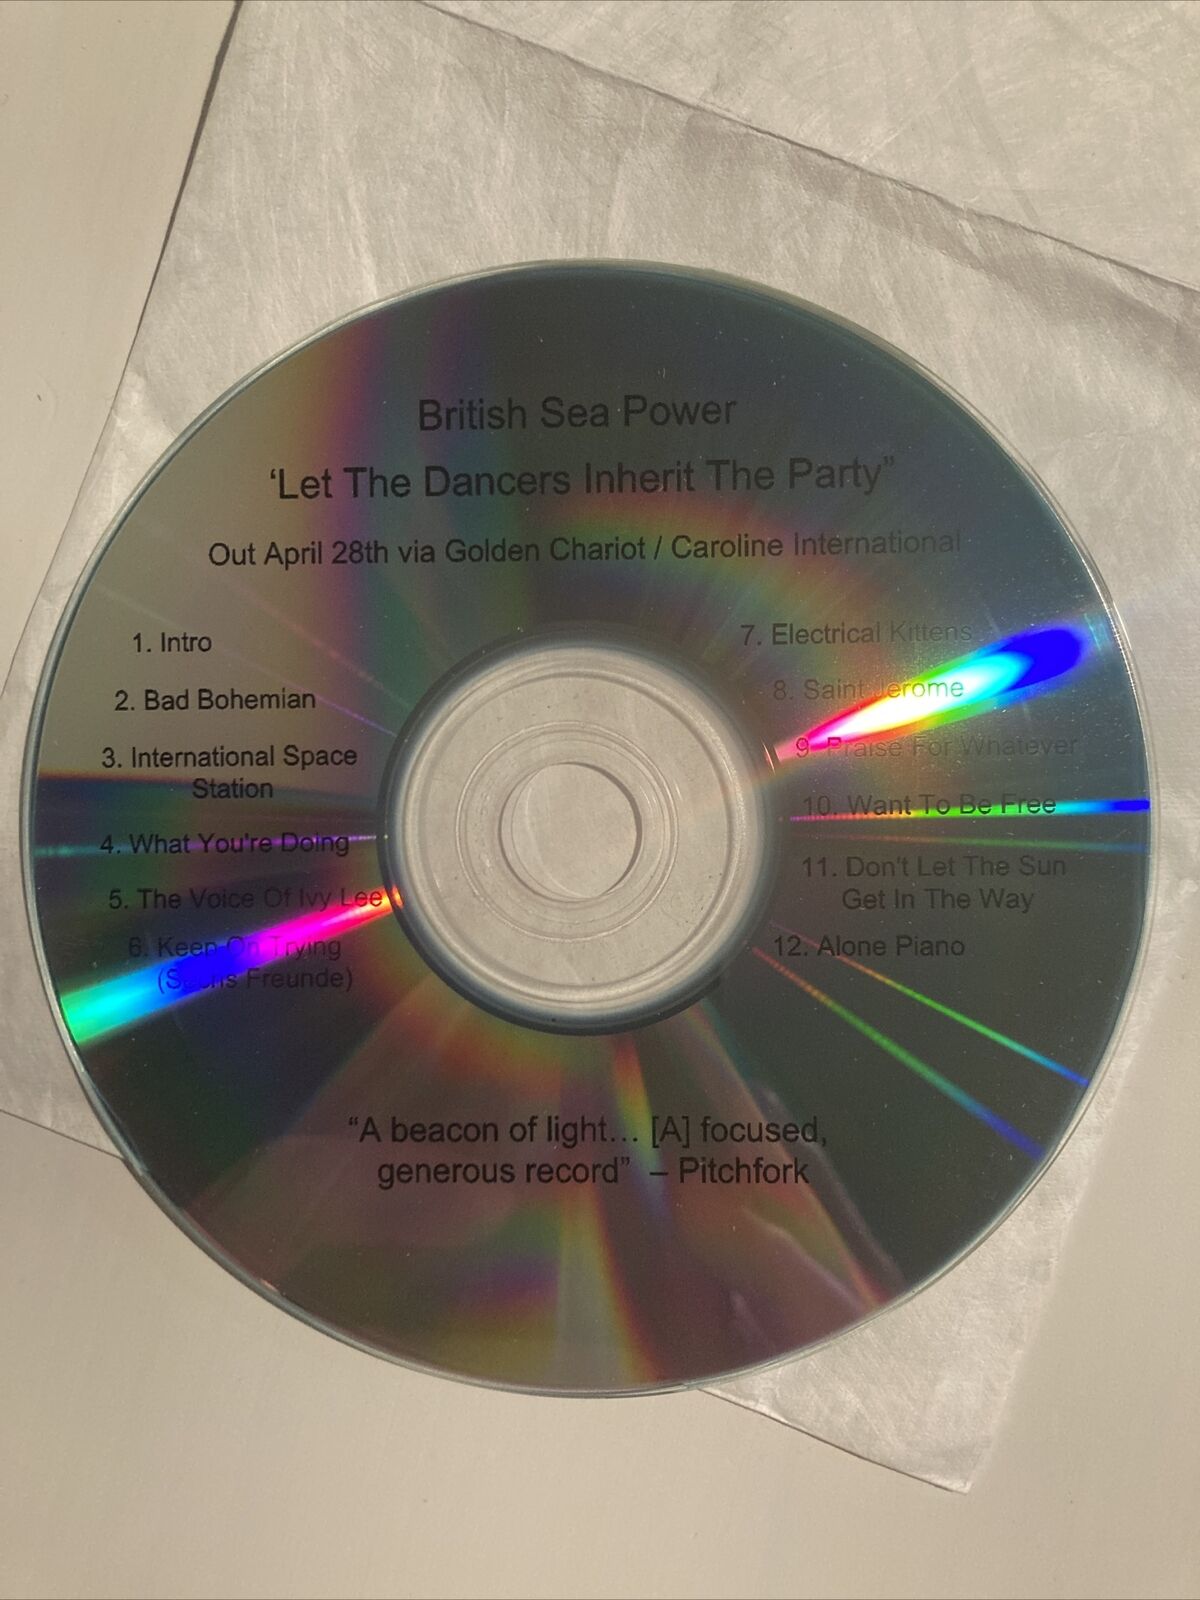 British Sea Power
‘Let The Dancers Inherit The Party”
Out April 28th via Golden Chariot / Caroline International
1. Intro
2. Bad Bohemian
3. International Space
Station
4. What You're Doing
5. The Voice Of Ivy Lee
6. Keep On Trying
(Sechs Freunde)
7. Electrical Kittens
8. Saint Jerome
9. Praise For Whatever
10. Want To Be Free
11. Don't Let The Sun
Get In The Way
12. Alone Piano
“A beacon of light… [A] focused,
generous record” – Pitchfork